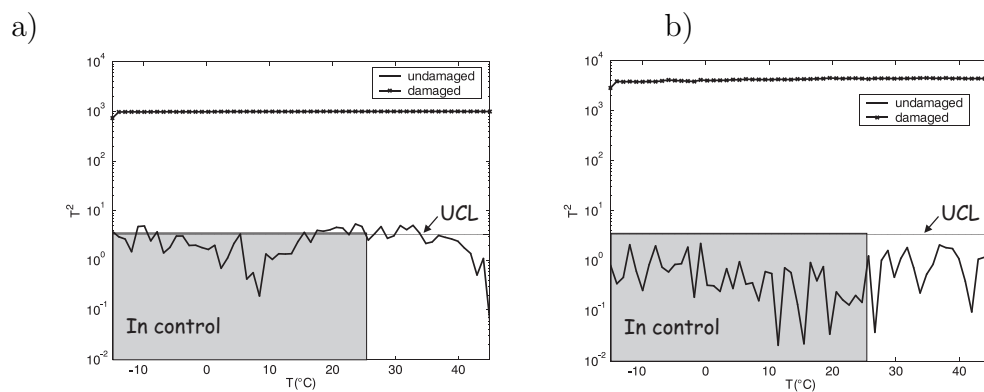 a)
10^4
10^3
10^2
10^1
10^0
10^-1
10^-2
T^2
undamaged
damaged
UCL
In control
-10
0
10
20
30
40
T(°C)
b)
10^4
10^3
10^2
10^1
10^0
10^-1
10^-2
T^2
undamaged
damaged
UCL
In control
-10
0
10
20
30
40
T(°C)